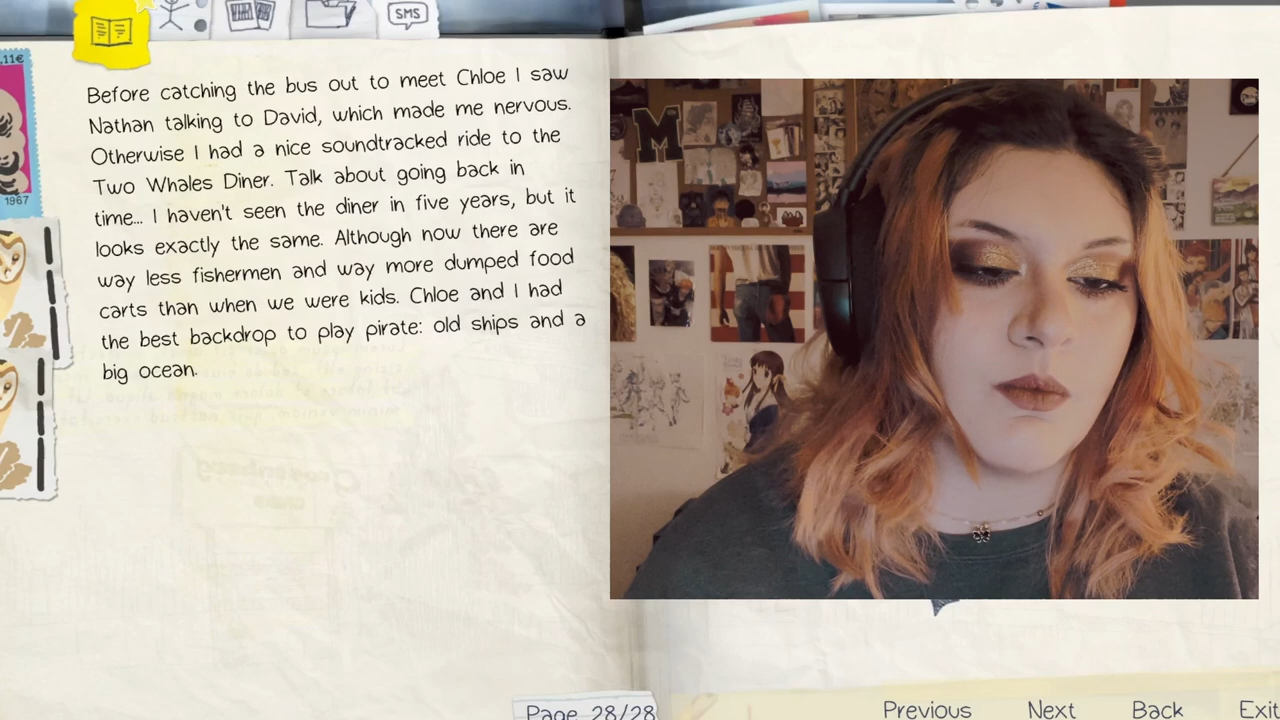 .11€
1967
SMS
Before catching the bus out to meet Chloe I saw
Nathan talking to David, which made me nervous.
Otherwise I had a nice soundtracked ride to the
Two Whales Diner. Talk about going back in
time... I haven't seen the diner in five years, but it
looks exactly the same. Although now there are
way less fishermen and way more dumped food
carts than when we were kids. Chloe and I had
the best backdrop to play pirate: old ships and a
big ocean.
M
Page 28/28
Previous
Next
Back
Exit